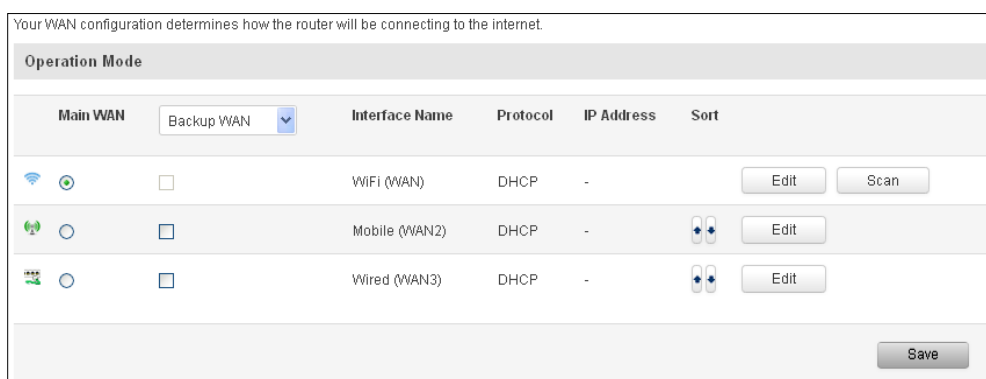 Your WAN configuration determines how the router will be connecting to the internet.
Operation Mode
Main WAN Backup WAN Interface Name Protocol IP Address Sort
WiFi (WAN) DHCP - Edit Scan
Mobile (WAN2) DHCP - Edit
Wired (WAN3) DHCP - Edit
Save